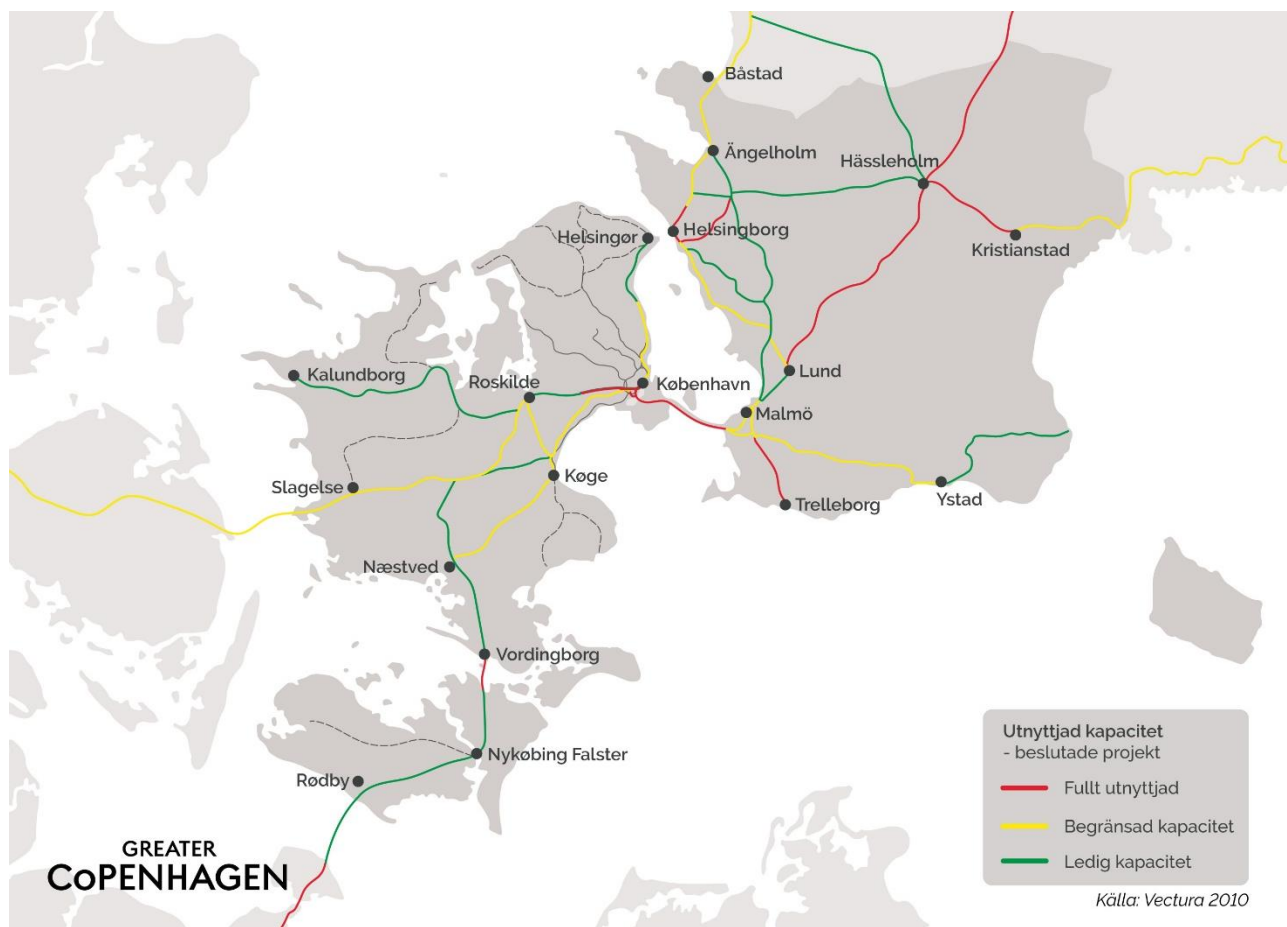 Båstad
Ängelholm
Hässleholm
Helsingør
Helsingborg
Kristianstad
Kalundborg
Roskilde
København
Lund
Malmö
Slagelse
Køge
Ystad
Trelleborg
Næstved
Vordingborg
Nykøbing Falster
Rødby
GREATER
CoPENHAGEN
Utnyttjad kapacitet
- beslutade projekt
Fullt utnyttjad
Begränsad kapacitet
Ledig kapacitet
Källa: Vectura 2010